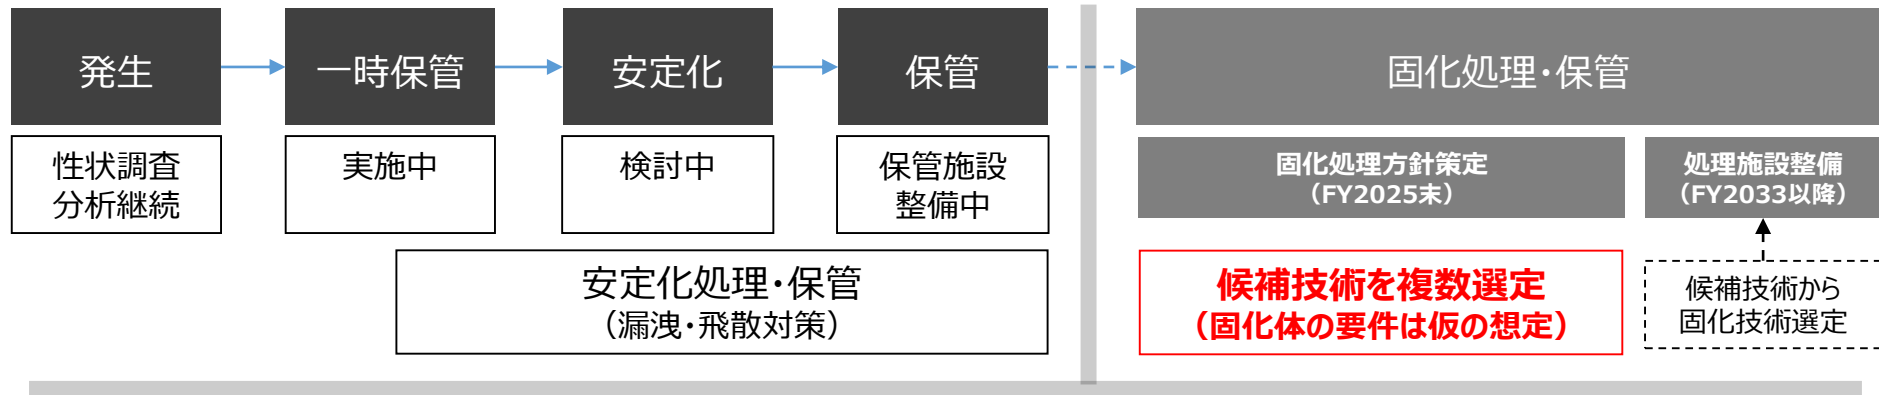 発生
一時保管
安定化
保管
固化処理・保管
性状調査
分析継続
実施中
検討中
保管施設
整備中
固化処理方針策定
（FY2025末）
処理施設整備
（FY2033以降）
安定化処理・保管
（漏洩・飛散対策）
候補技術を複数選定
（固化体の要件は仮の想定）
候補技術から
固化技術選定